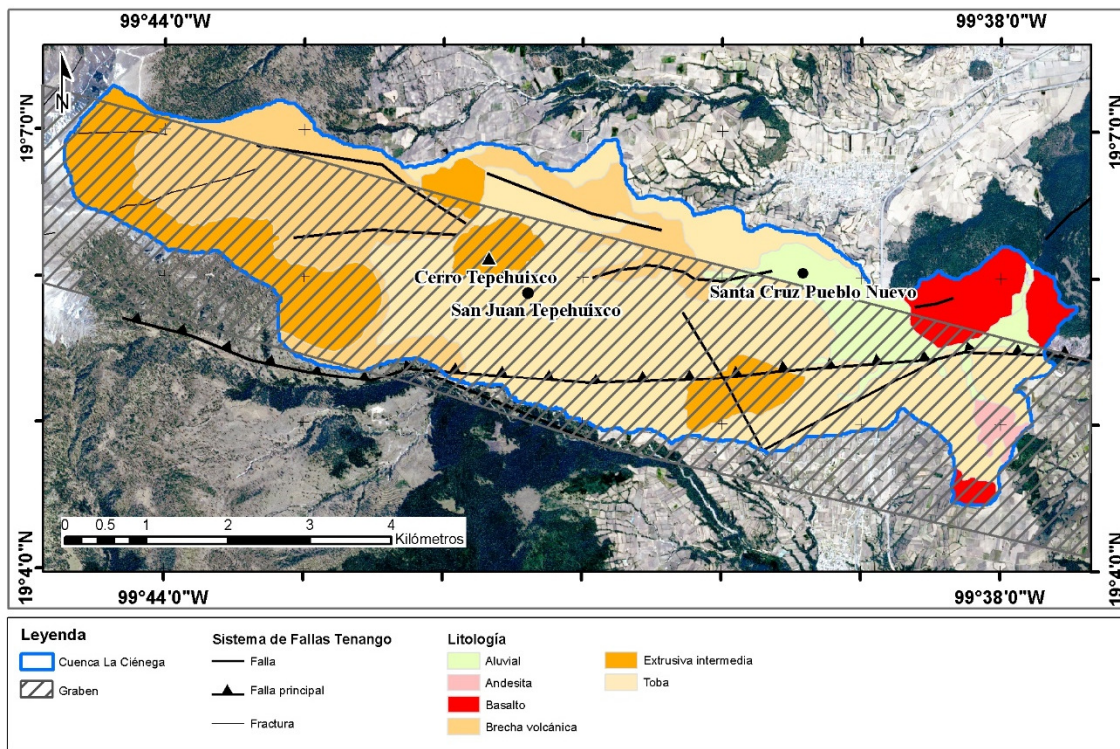 99°44'0"W 99°38'0"W
N
19°7'0"N 19°7'0"N
Cerro Tepehuixco
San Juan Tepehuixco
Santa Cruz Pueblo Nuevo
0 0.5 1 2 3 4
Kilómetros
19°4'0"N 19°4'0"N
99°44'0"W 99°38'0"W
Leyenda
Cuenca La Ciénega
Graben
Sistema de Fallas Tenango
Falla
Falla principal
Fractura
Litología
Aluvial
Andesita
Basalto
Brecha volcánica
Extrusiva intermedia
Toba